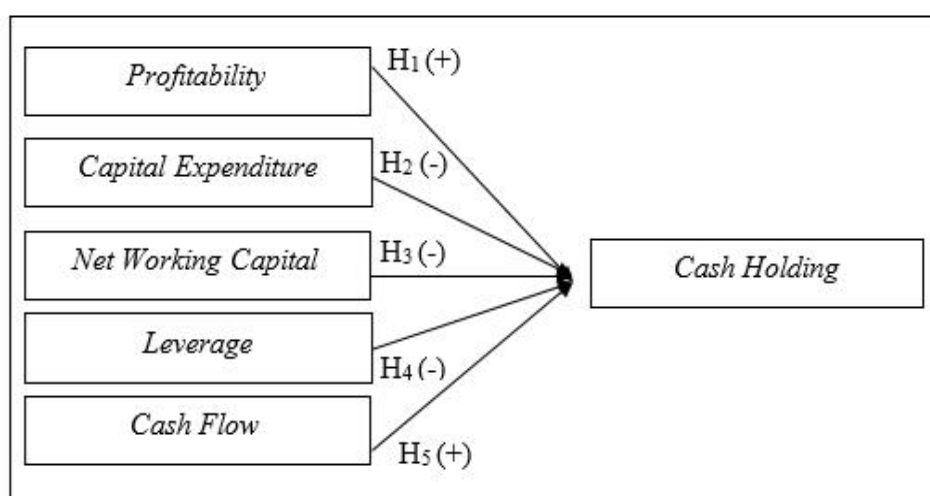 Profitability
H1 (+)
Capital Expenditure
H2 (-)
Net Working Capital
H3 (-)
Cash Holding
Leverage
H4 (-)
Cash Flow
H5 (+)